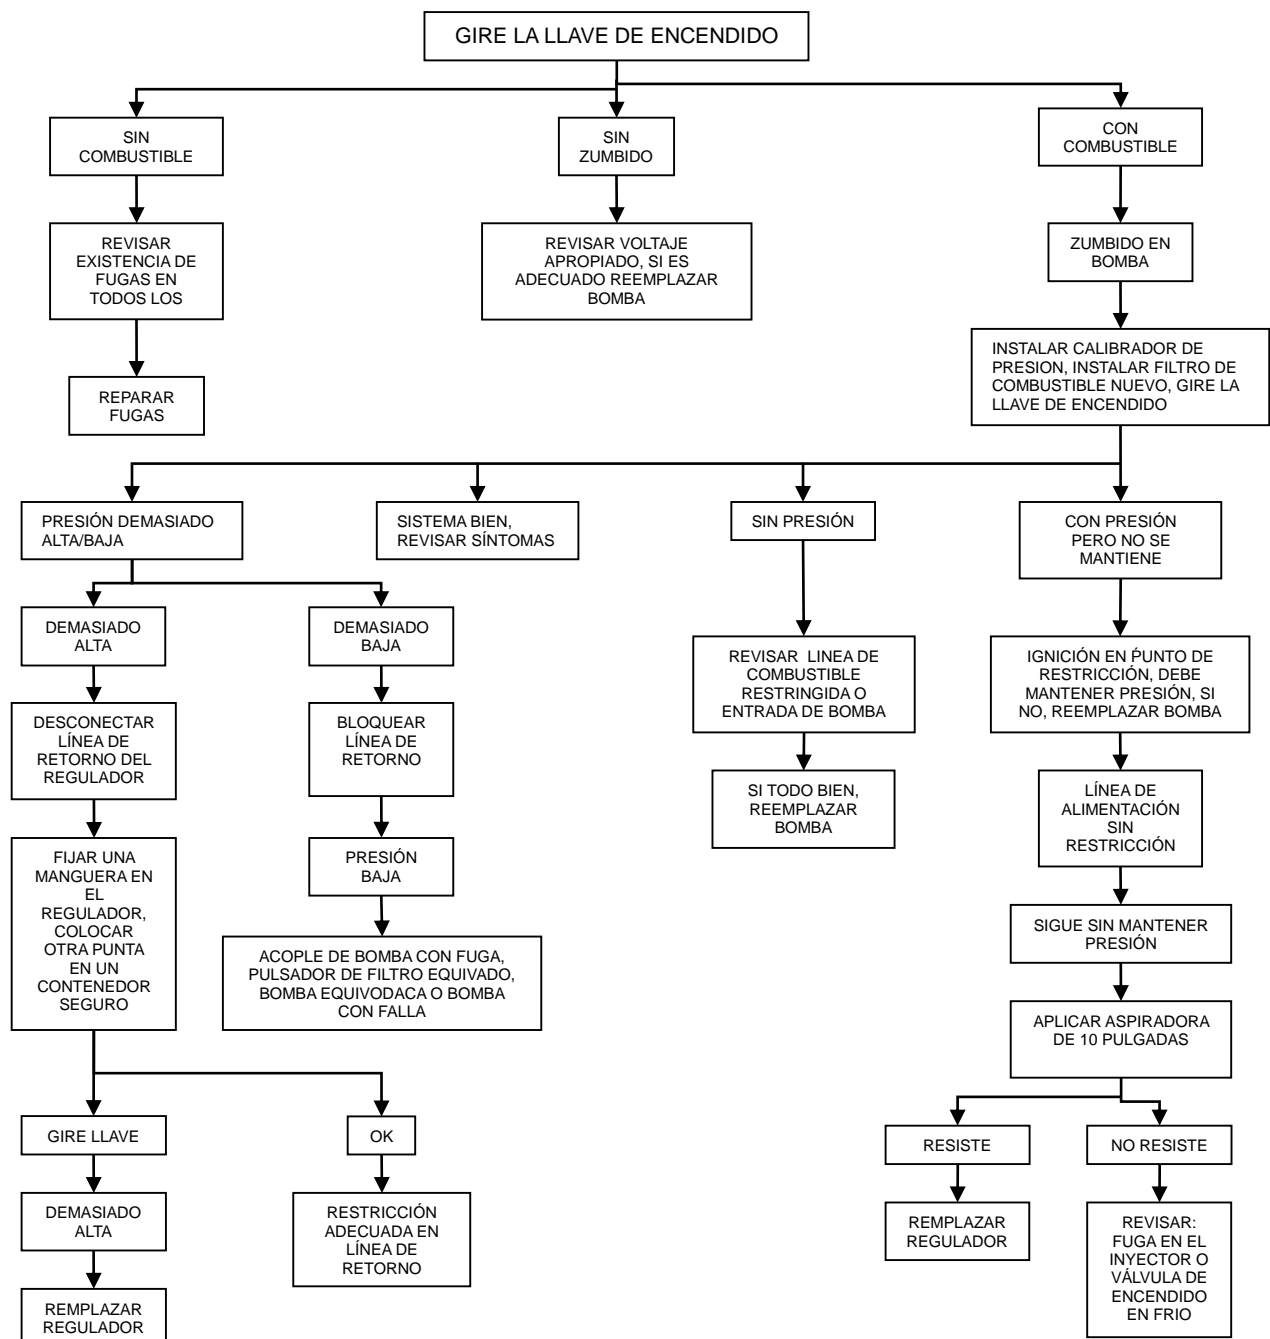 GIRE LA LLAVE DE ENCENDIDO
SIN
COMBUSTIBLE
SIN
ZUMBIDO
CON
COMBUSTIBLE
REVISAR
EXISTENCIA DE
FUGAS EN
TODOS LOS
REVISAR VOLTAJE
APROPIADO, SI ES
ADECUADO REEMPLAZAR
BOMBA
ZUMBIDO EN
BOMBA
REPARAR
FUGAS
INSTALAR CALIBRADOR DE
PRESION, INSTALAR FILTRO DE
COMBUSTIBLE NUEVO, GIRE LA
LLAVE DE ENCENDIDO
PRESIÓN DEMASIADO
ALTA/BAJA
SISTEMA BIEN,
REVISAR SÍNTOMAS
SIN PRESIÓN
CON PRESIÓN
PERO NO SE
MANTIENE
DEMASIADO
ALTA
DEMASIADO
BAJA
REVISAR LINEA DE
COMBUSTIBLE
RESTRINGIDA O
ENTRADA DE BOMBA
IGNICIÓN EN PUNTO DE
RESTRICCIÓN, DEBE
MANTENER PRESIÓN, SI
NO, REEMPLAZAR BOMBA
DESCONECTAR
LÍNEA DE
RETORNO DEL
REGULADOR
BLOQUEAR
LÍNEA DE
RETORNO
SI TODO BIEN,
REEMPLAZAR
BOMBA
LÍNEA DE
ALIMENTACIÓN
SIN
RESTRICCIÓN
FIJAR UNA
MANGUERA EN
EL
REGULADOR,
COLOCAR
OTRA PUNTA
EN UN
CONTENEDOR
SEGURO
PRESIÓN
BAJA
SIGUE SIN MANTENER
PRESIÓN
ACOPLE DE BOMBA CON FUGA,
PULSADOR DE FILTRO EQUIVADO,
BOMBA EQUIVODACA O BOMBA
CON FALLA
APLICAR ASPIRADORA
DE 10 PULGADAS
GIRE LLAVE
OK
RESISTE
NO RESISTE
DEMASIADO
ALTA
RESTRICCIÓN
ADECUADA EN
LÍNEA DE
RETORNO
REMPLAZAR
REGULADOR
REVISAR:
FUGA EN EL
INYECTOR O
VÁLVULA DE
ENCENDIDO
EN FRIO
REMPLAZAR
REGULADOR